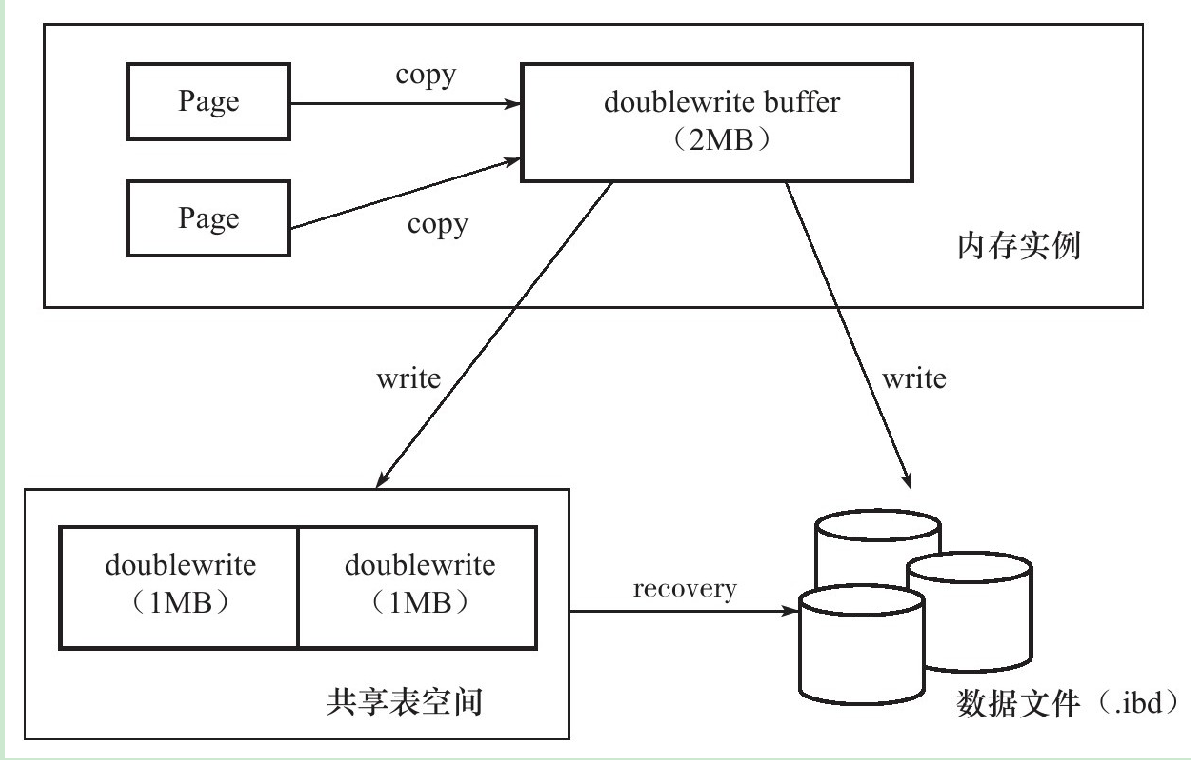 copy
Page
doublewrite buffer
（2MB）
Page
copy
内存实例
write
write
doublewrite
（1MB）
doublewrite
（1MB）
recovery
共享表空间
数据文件（.ibd）